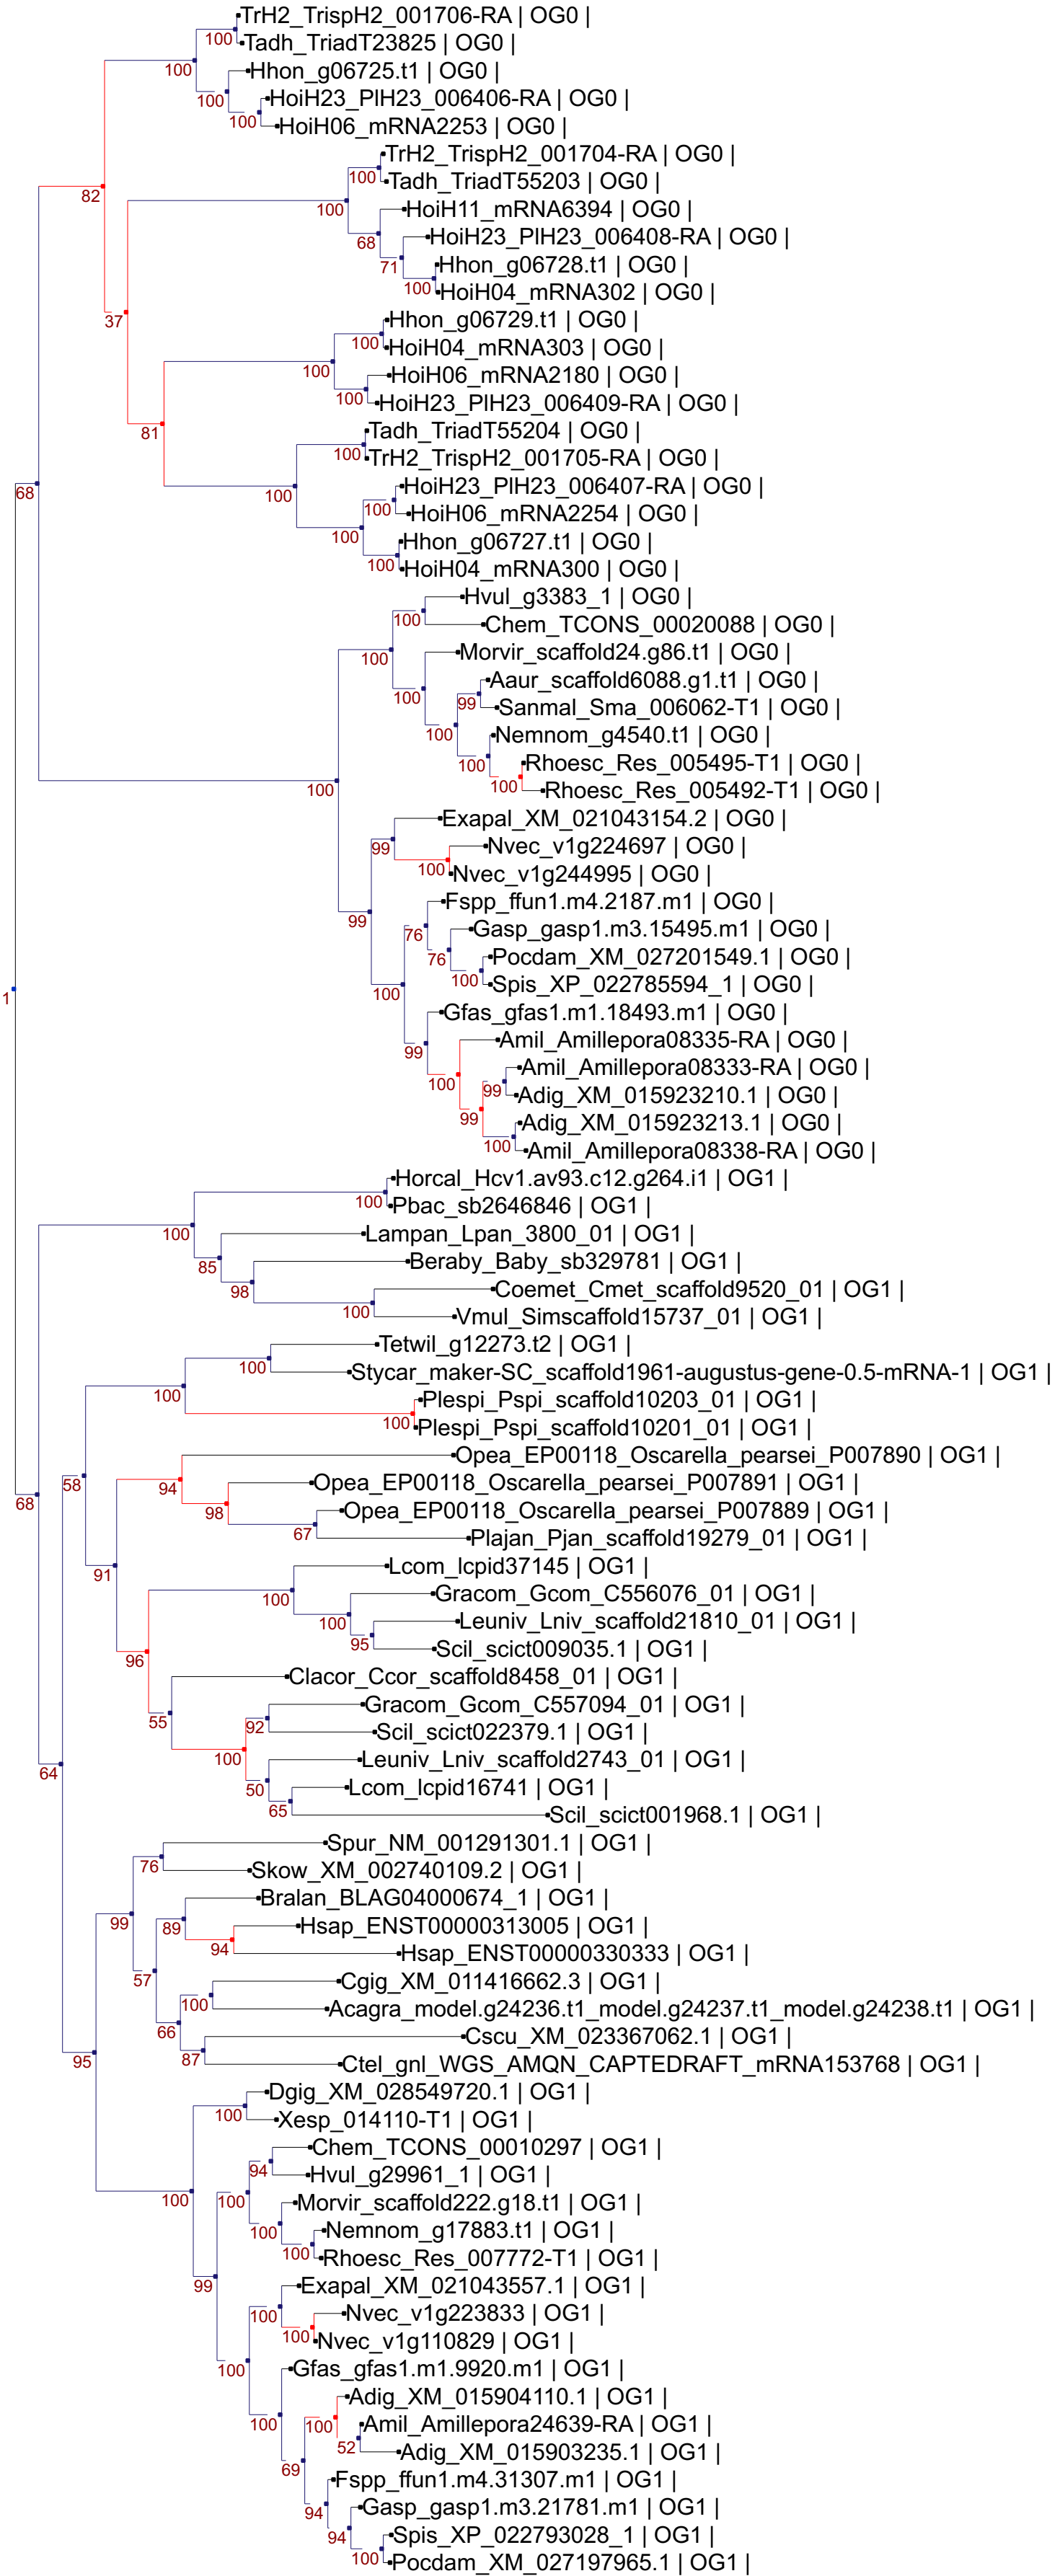 TrH2_TrispH2_001706-RA | OG0 |
100
Tadh_TriadT23825 | OG0 |
100
Hhon_g06725.t1 | OG0 |
100
HoiH23_PlH23_006406-RA | OG0 |
100
HoiH06_mRNA2253 | OG0 |
TrH2_TrispH2_001704-RA | OG0 |
100
Tadh_TriadT55203 | OG0 |
82
100
HoiH11_mRNA6394 | OG0 |
68
HoiH23_PlH23_006408-RA | OG0 |
71
Hhon_g06728.t1 | OG0 |
100
HoiH04_mRNA302 | OG0 |
37
Hhon_g06729.t1 | OG0 |
100
HoiH04_mRNA303 | OG0 |
100
HoiH06_mRNA2180 | OG0 |
100
HoiH23_PlH23_006409-RA | OG0 |
81
Tadh_TriadT55204 | OG0 |
100
TrH2_TrispH2_001705-RA | OG0 |
68
100
HoiH23_PlH23_006407-RA | OG0 |
100
HoiH06_mRNA2254 | OG0 |
100
Hhon_g06727.t1 | OG0 |
100
HoiH04_mRNA300 | OG0 |
Hvul_g3383_1 | OG0 |
100
Chem_TCONS_00020088 | OG0 |
100
Morvir_scaffold24.g86.t1 | OG0 |
100
Aaur_scaffold6088.g1.t1 | OG0 |
99
Sanmal_Sma_006062-T1 | OG0 |
100
Nemnom_g4540.t1 | OG0 |
100
Rhoesc_Res_005495-T1 | OG0 |
100
100
Rhoesc_Res_005492-T1 | OG0 |
Exapal_XM_021043154.2 | OG0 |
99
Nvec_v1g224697 | OG0 |
100
Nvec_v1g244995 | OG0 |
99
Fspp_ffun1.m4.2187.m1 | OG0 |
76
Gasp_gasp1.m3.15495.m1 | OG0 |
76
Pocdam_XM_027201549.1 | OG0 |
100
100
Spis_XP_022785594_1 | OG0 |
1
Gfas_gfas1.m1.18493.m1 | OG0 |
99
Amil_Amillepora08335-RA | OG0 |
100
Amil_Amillepora08333-RA | OG0 |
99
Adig_XM_015923210.1 | OG0 |
99
Adig_XM_015923213.1 | OG0 |
100
Amil_Amillepora08338-RA | OG0 |
Horcal_Hcv1.av93.c12.g264.i1 | OG1 |
100
Pbac_sb2646846 | OG1 |
100
Lampan_Lpan_3800_01 | OG1 |
85
Beraby_Baby_sb329781 | OG1 |
98
Coemet_Cmet_scaffold9520_01 | OG1 |
100
Vmul_Simscaffold15737_01 | OG1 |
Tetwil_g12273.t2 | OG1 |
100
Stycar_maker-SC_scaffold1961-augustus-gene-0.5-mRNA-1 | OG1 |
100
Plespi_Pspi_scaffold10203_01 | OG1 |
100
Plespi_Pspi_scaffold10201_01 | OG1 |
Opea_EP00118_Oscarella_pearsei_P007890 | OG1 |
58
94
Opea_EP00118_Oscarella_pearsei_P007891 | OG1 |
68
98
Opea_EP00118_Oscarella_pearsei_P007889 | OG1 |
67
Plajan_Pjan_scaffold19279_01 | OG1 |
91
Lcom_lcpid37145 | OG1 |
100
Gracom_Gcom_C556076_01 | OG1 |
100
Leuniv_Lniv_scaffold21810_01 | OG1 |
95
Scil_scict009035.1 | OG1 |
96
Clacor_Ccor_scaffold8458_01 | OG1 |
55
Gracom_Gcom_C557094_01 | OG1 |
92
Scil_scict022379.1 | OG1 |
100
Leuniv_Lniv_scaffold2743_01 | OG1 |
64
50
Lcom_lcpid16741 | OG1 |
65
Scil_scict001968.1 | OG1 |
Spur_NM_001291301.1 | OG1 |
76
Skow_XM_002740109.2 | OG1 |
Bralan_BLAG04000674_1 | OG1 |
99
89
Hsap_ENST00000313005 | OG1 |
94
Hsap_ENST00000330333 | OG1 |
57
Cgig_XM_011416662.3 | OG1 |
100
Acagra_model.g24236.t1_model.g24237.t1_model.g24238.t1 | OG1 |
66
Cscu_XM_023367062.1 | OG1 |
95
87
Ctel_gnl_WGS_AMQN_CAPTEDRAFT_mRNA153768 | OG1 |
Dgig_XM_028549720.1 | OG1 |
100
Xesp_014110-T1 | OG1 |
Chem_TCONS_00010297 | OG1 |
94
Hvul_g29961_1 | OG1 |
100
100
Morvir_scaffold222.g18.t1 | OG1 |
100
Nemnom_g17883.t1 | OG1 |
100
Rhoesc_Res_007772-T1 | OG1 |
99
Exapal_XM_021043557.1 | OG1 |
100
Nvec_v1g223833 | OG1 |
100
Nvec_v1g110829 | OG1 |
100
Gfas_gfas1.m1.9920.m1 | OG1 |
Adig_XM_015904110.1 | OG1 |
100
100
Amil_Amillepora24639-RA | OG1 |
52
Adig_XM_015903235.1 | OG1 |
69
Fspp_ffun1.m4.31307.m1 | OG1 |
94
Gasp_gasp1.m3.21781.m1 | OG1 |
94
Spis_XP_022793028_1 | OG1 |
100
Pocdam_XM_027197965.1 | OG1 |